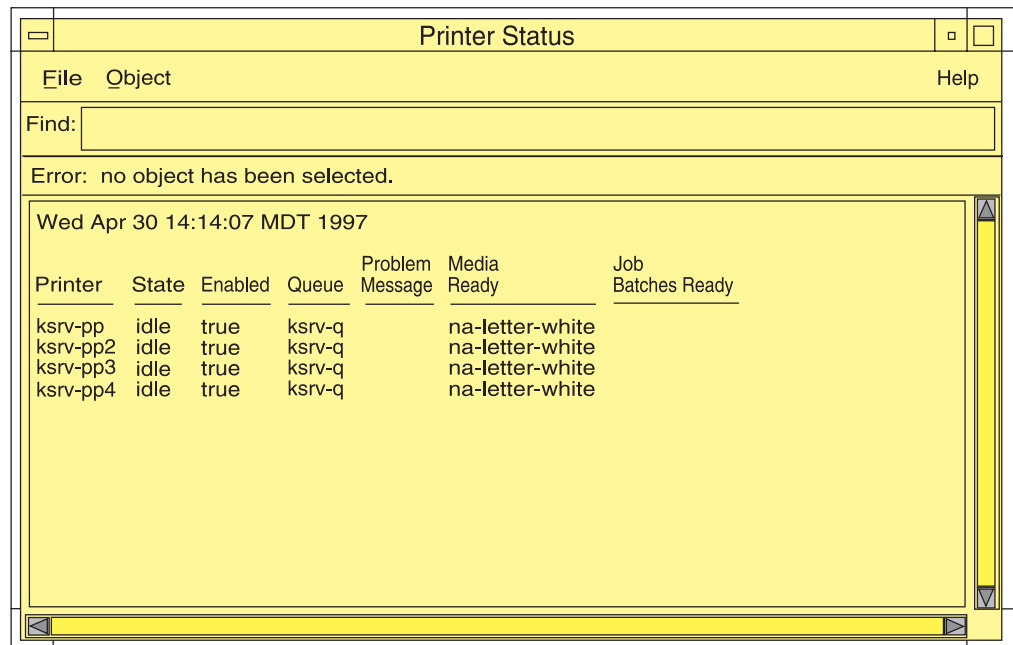 Printer Status
File Object Help
Find:
Error: no object has been selected.
Wed Apr 30 14:14:07 MDT 1997
Problem Media Job
Printer State Enabled Queue Message Ready Batches Ready
ksrv-pp idle true ksrv-q na-letter-white
ksrv-pp2 idle true ksrv-q na-letter-white
ksrv-pp3 idle true ksrv-q na-letter-white
ksrv-pp4 idle true ksrv-q na-letter-white